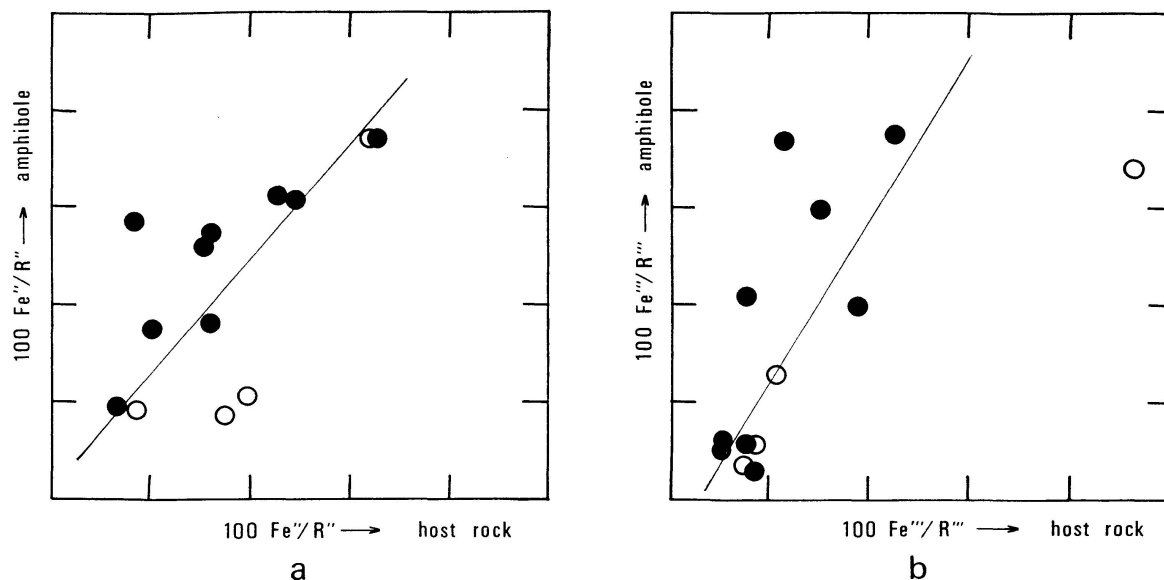 100 Fe″/R″ ⟶ amphibole
100 Fe″/R″ ⟶ host rock
a
100 Fe‴/R‴ ⟶ amphibole
100 Fe‴/R‴ ⟶ host rock
b